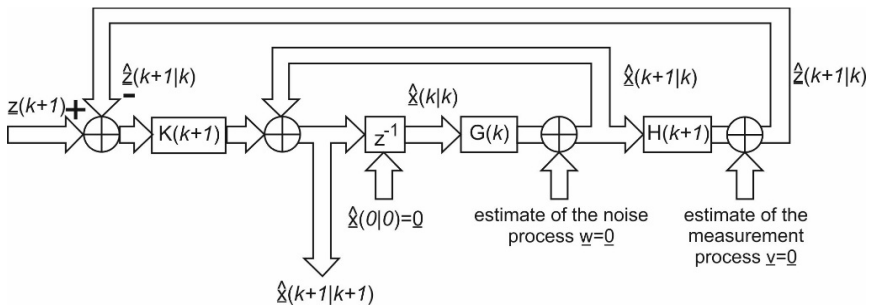 ẑ(k+1|k)
-
z(k+1)
+
K(k+1)
x̂(k|k)
z⁻¹
G(k)
x̂(k+1|k)
H(k+1)
ẑ(k+1|k)
x̂(0|0)=0
estimate of the noise
process w=0
estimate of the
measurement
process v=0
x̂(k+1|k+1)